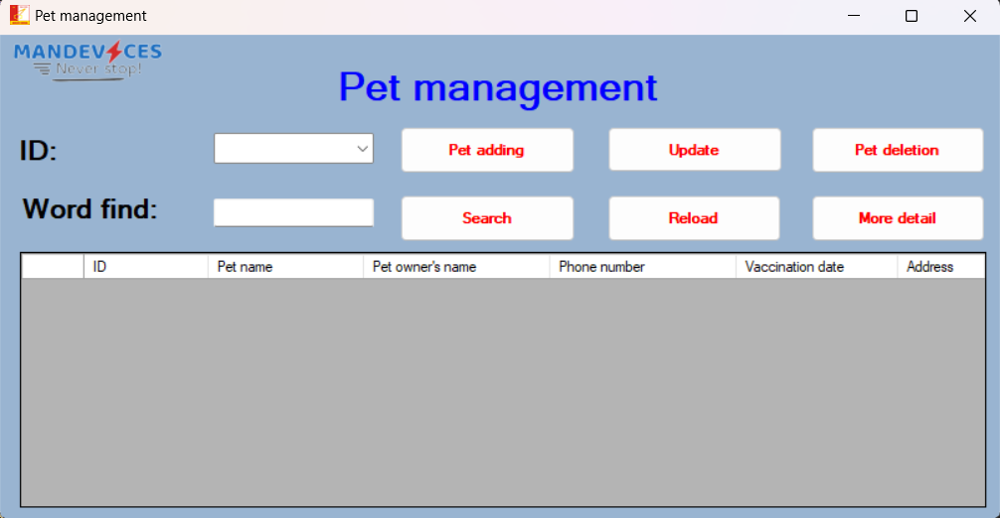 Pet management
MANDEVICES
Never stop!
Pet management
ID:
Pet adding
Update
Pet deletion
Word find:
Search
Reload
More detail
ID Pet name Pet owner's name Phone number Vaccination date Address